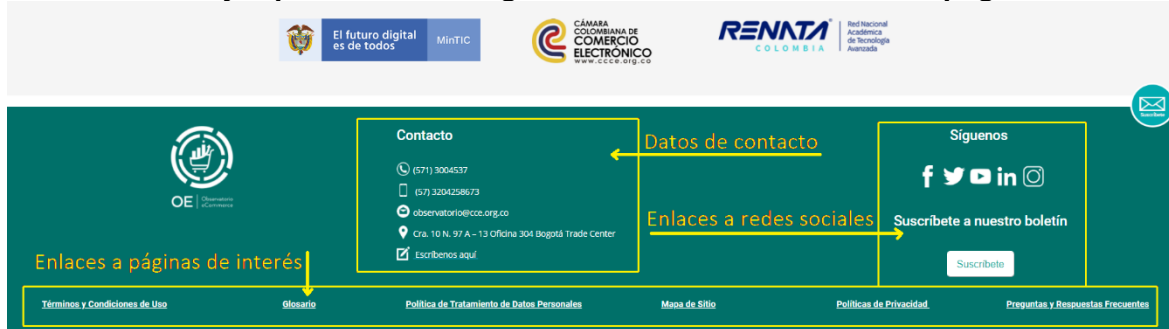 El futuro digital
es de todos
MinTIC
CÁMARA
COLOMBIANA DE
COMERCIO
ELECTRÓNICO
www.ccce.org.co
RENATA
COLOMBIA
Red Nacional
Académica
de Tecnología
Avanzada
Suscríbete
OE
Observatorio
eCommerce
Contacto
(571) 3004537
(57) 3204258673
observatorio@cce.org.co
Cra. 10 N. 97 A – 13 Oficina 304 Bogotá Trade Center
Escríbenos aquí
Datos de contacto
Síguenos
Enlaces a redes sociales
Suscríbete a nuestro boletín
Suscríbete
Enlaces a páginas de interés
Términos y Condiciones de Uso
Glosario
Política de Tratamiento de Datos Personales
Mapa de Sitio
Políticas de Privacidad
Preguntas y Respuestas Frecuentes